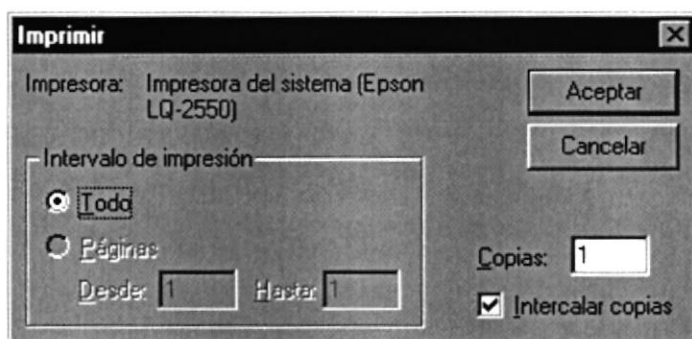 Imprimir
Impresora: Impresora del sistema (Epson
LQ-2550)
Aceptar
Cancelar
Intervalo de impresión
Todo
Páginas
Desde: 1 Hasta: 1
Copias: 1
Intercalar copias